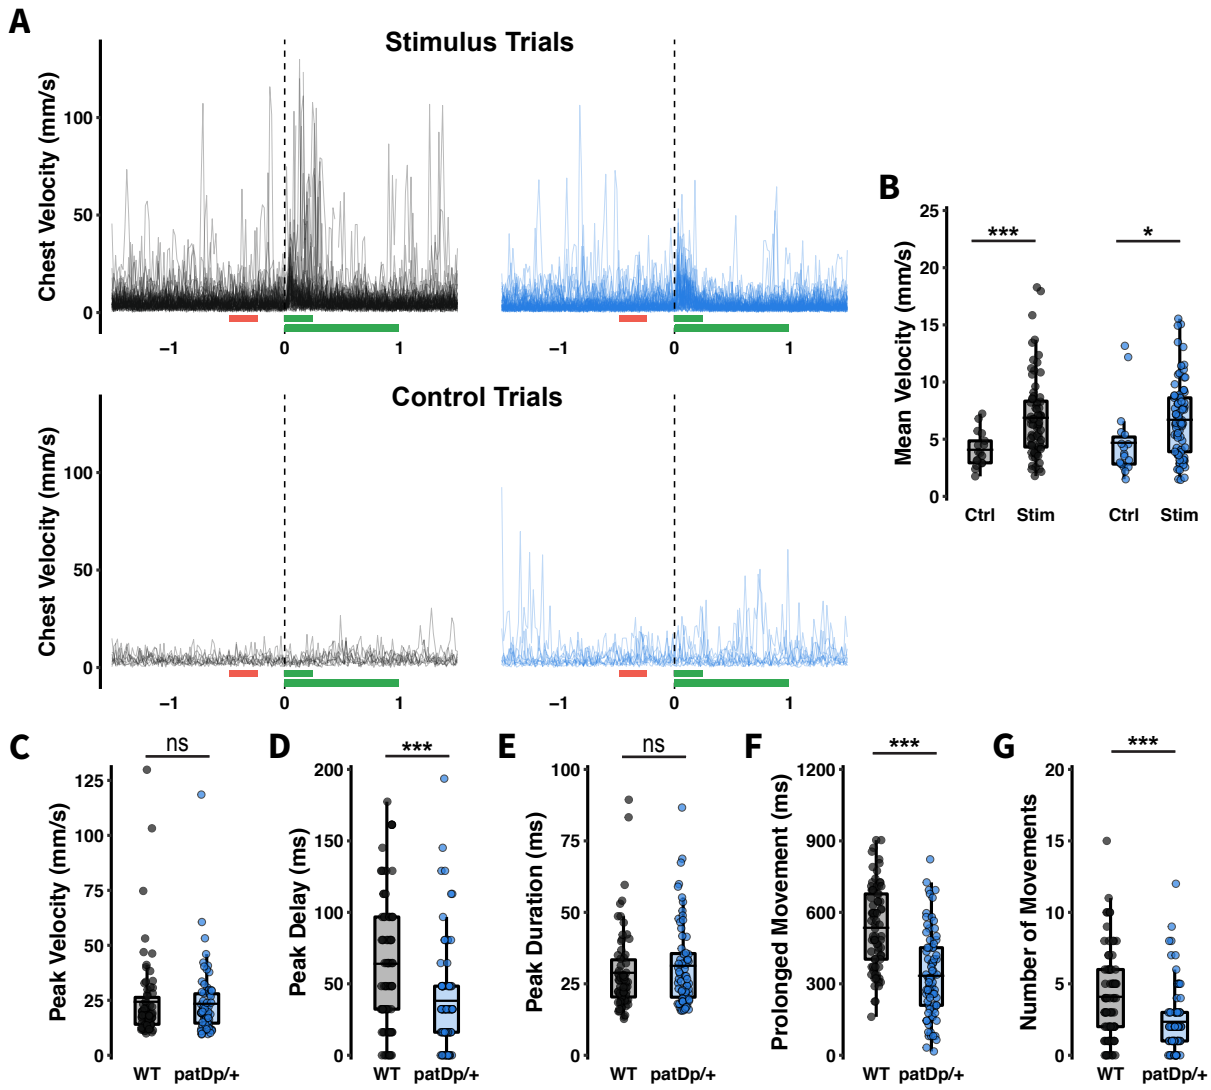 A
Stimulus Trials
Chest Velocity (mm/s)
100
50
0
−1 0 1
−1 0 1
Control Trials
Chest Velocity (mm/s)
100
50
0
−1 0 1
−1 0 1
B
Mean Velocity (mm/s)
25
20
15
10
5
0
*** *
Ctrl Stim Ctrl Stim
C
ns
Peak Velocity (mm/s)
125
100
75
50
25
0
WT patDp/+
D
***
Peak Delay (ms)
200
150
100
50
0
WT patDp/+
E
ns
Peak Duration (ms)
100
75
50
25
0
WT patDp/+
F
***
Prolonged Movement (ms)
1200
900
600
300
0
WT patDp/+
G
***
Number of Movements
20
15
10
5
0
WT patDp/+